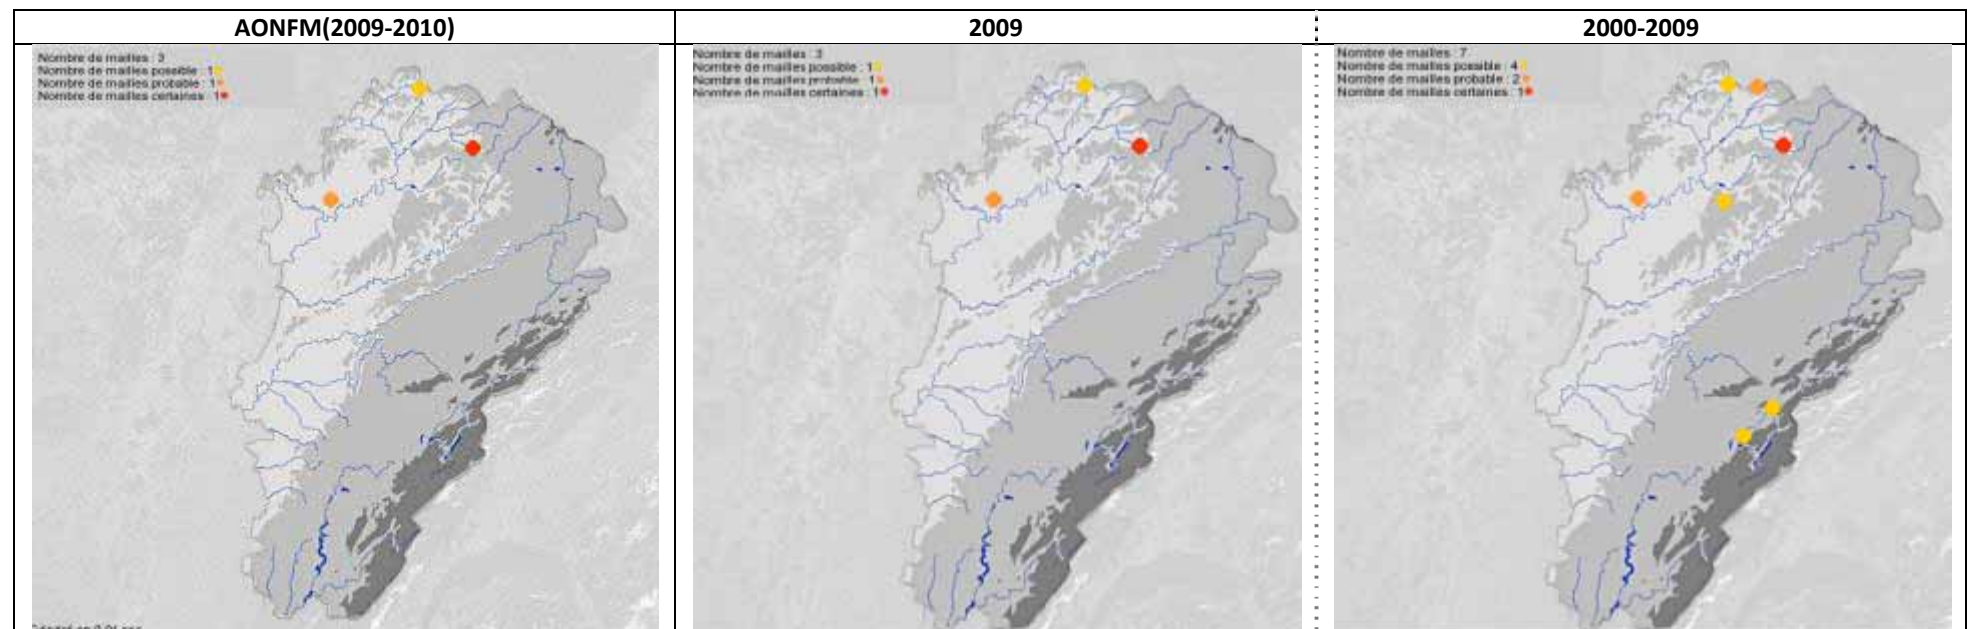 AONFM(2009-2010)
2009
2000-2009
Nombre de mailles : 3
Nombre de mailles possible : 1
Nombre de mailles probable : 1
Nombre de mailles certaines : 1
Nombre de mailles : 3
Nombre de mailles possible : 1
Nombre de mailles probable : 1
Nombre de mailles certaines : 1
Nombre de mailles : 7
Nombre de mailles possible : 4
Nombre de mailles probable : 2
Nombre de mailles certaines : 1